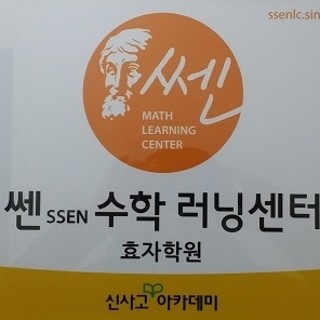 ssenlc.sin
쎈
MATH
LEARNING
CENTER
쎈 SSEN 수학 러닝센터
효자학원
신사고 아카데미